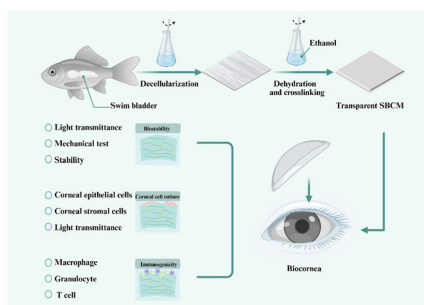 Ethanol
Decellularization
Dehydration
and crosslinking
Swim bladder
Transparent SBCM
Light transmittance
Mechanical test
Stability
Biostability
Corneal epithelial cells
Corneal stromal cells
Light transmittance
Corneal cell culture
Macrophage
Granulocyte
T cell
Immunogenicity
Biocornea